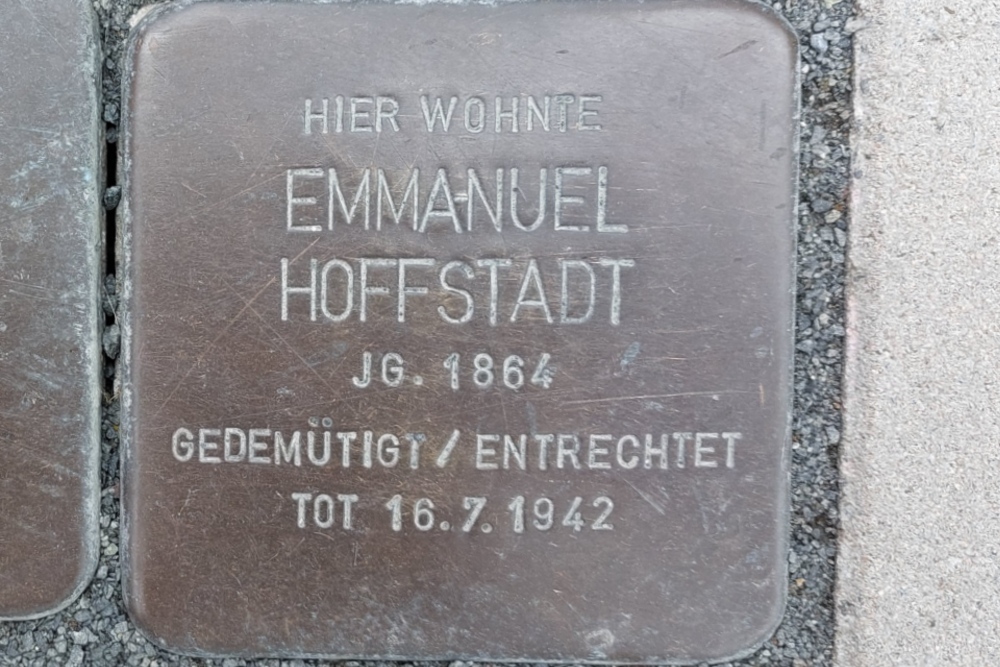 HIER WOHNTE
EMMANUEL
HOFFSTADT
JG. 1864
GEDEMÜTIGT / ENTRECHTET
TOT 16.7.1942